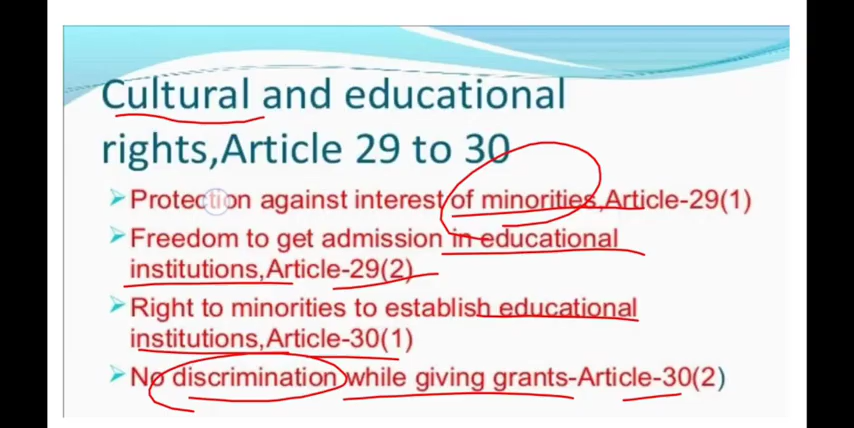 Cultural and educational
rights,Article 29 to 30
Protection against interest of minorities,Article-29(1)
Freedom to get admission in educational
institutions,Article-29(2)
Right to minorities to establish educational
institutions,Article-30(1)
No discrimination while giving grants-Article-30(2)